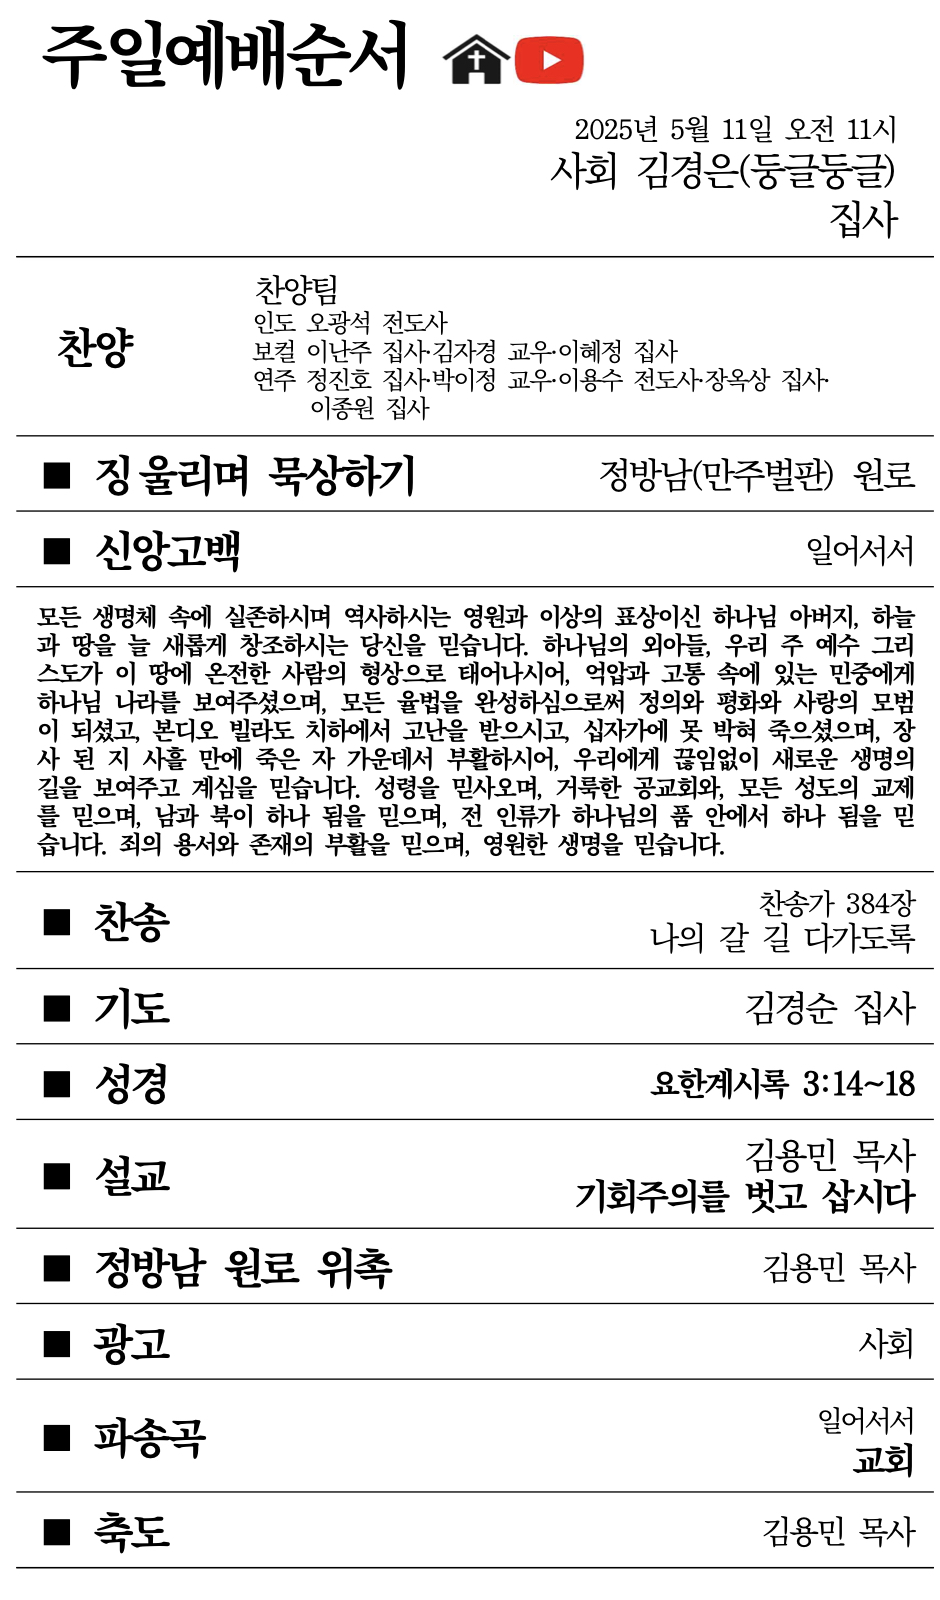 주일예배순서
2025년 5월 11일 오전 11시
사회 김경은(둥글둥글)
집사
찬양
찬양팀
인도 오광석 전도사
보컬 이난주 집사·김자경 교우·이혜정 집사
연주 정진호 집사·박이정 교우·이용수 전도사·장옥상 집사·
이종원 집사
■ 징 울리며 묵상하기 정방남(만주벌판) 원로
■ 신앙고백 일어서서
모든 생명체 속에 실존하시며 역사하시는 영원과 이상의 표상이신 하나님 아버지, 하늘
과 땅을 늘 새롭게 창조하시는 당신을 믿습니다. 하나님의 외아들, 우리 주 예수 그리
스도가 이 땅에 온전한 사람의 형상으로 태어나시어, 억압과 고통 속에 있는 민중에게
하나님 나라를 보여주셨으며, 모든 율법을 완성하심으로써 정의와 평화와 사랑의 모범
이 되셨고, 본디오 빌라도 치하에서 고난을 받으시고, 십자가에 못 박혀 죽으셨으며, 장
사 된 지 사흘 만에 죽은 자 가운데서 부활하시어, 우리에게 끊임없이 새로운 생명의
길을 보여주고 계심을 믿습니다. 성령을 믿사오며, 거룩한 공교회와, 모든 성도의 교제
를 믿으며, 남과 북이 하나 됨을 믿으며, 전 인류가 하나님의 품 안에서 하나 됨을 믿
습니다. 죄의 용서와 존재의 부활을 믿으며, 영원한 생명을 믿습니다.
■ 찬송
찬송가 384장
나의 갈 길 다가도록
■ 기도 김경순 집사
■ 성경 요한계시록 3:14~18
■ 설교
김용민 목사
기회주의를 벗고 삽시다
■ 정방남 원로 위촉 김용민 목사
■ 광고 사회
■ 파송곡
일어서서
교회
■ 축도 김용민 목사